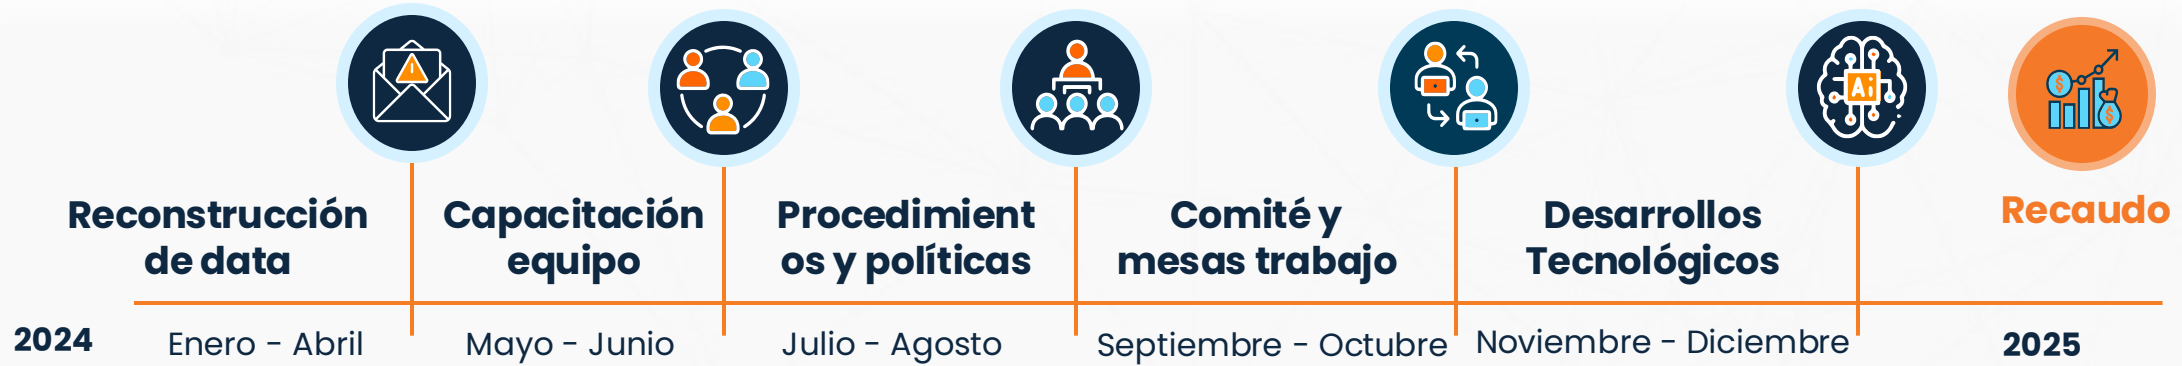 Ai
Reconstrucción
de data
Capacitación
equipo
Procedimient
os y políticas
Comité y
mesas trabajo
Desarrollos
Tecnológicos
Recaudo
2024
Enero - Abril
Mayo - Junio
Julio - Agosto
Septiembre - Octubre
Noviembre - Diciembre
2025